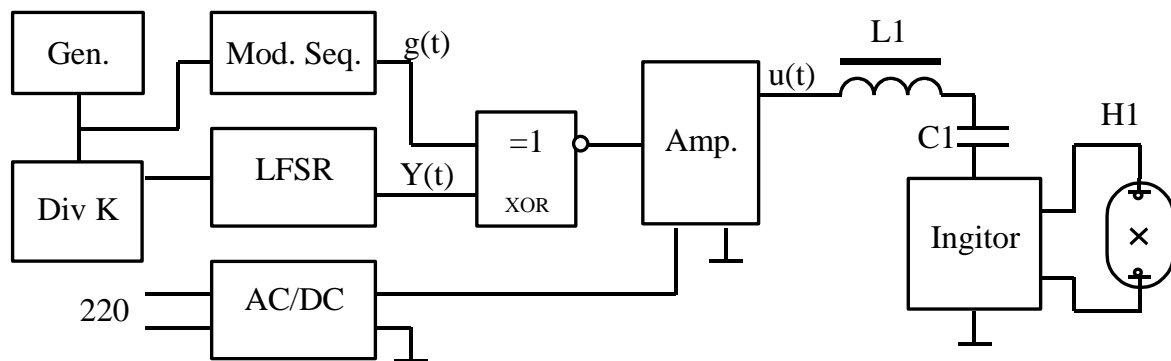 Gen.
Mod. Seq.
g(t)
L1
u(t)
H1
=1
Amp.
C1
LFSR
Y(t)
XOR
Div K
Ingitor
AC/DC
220